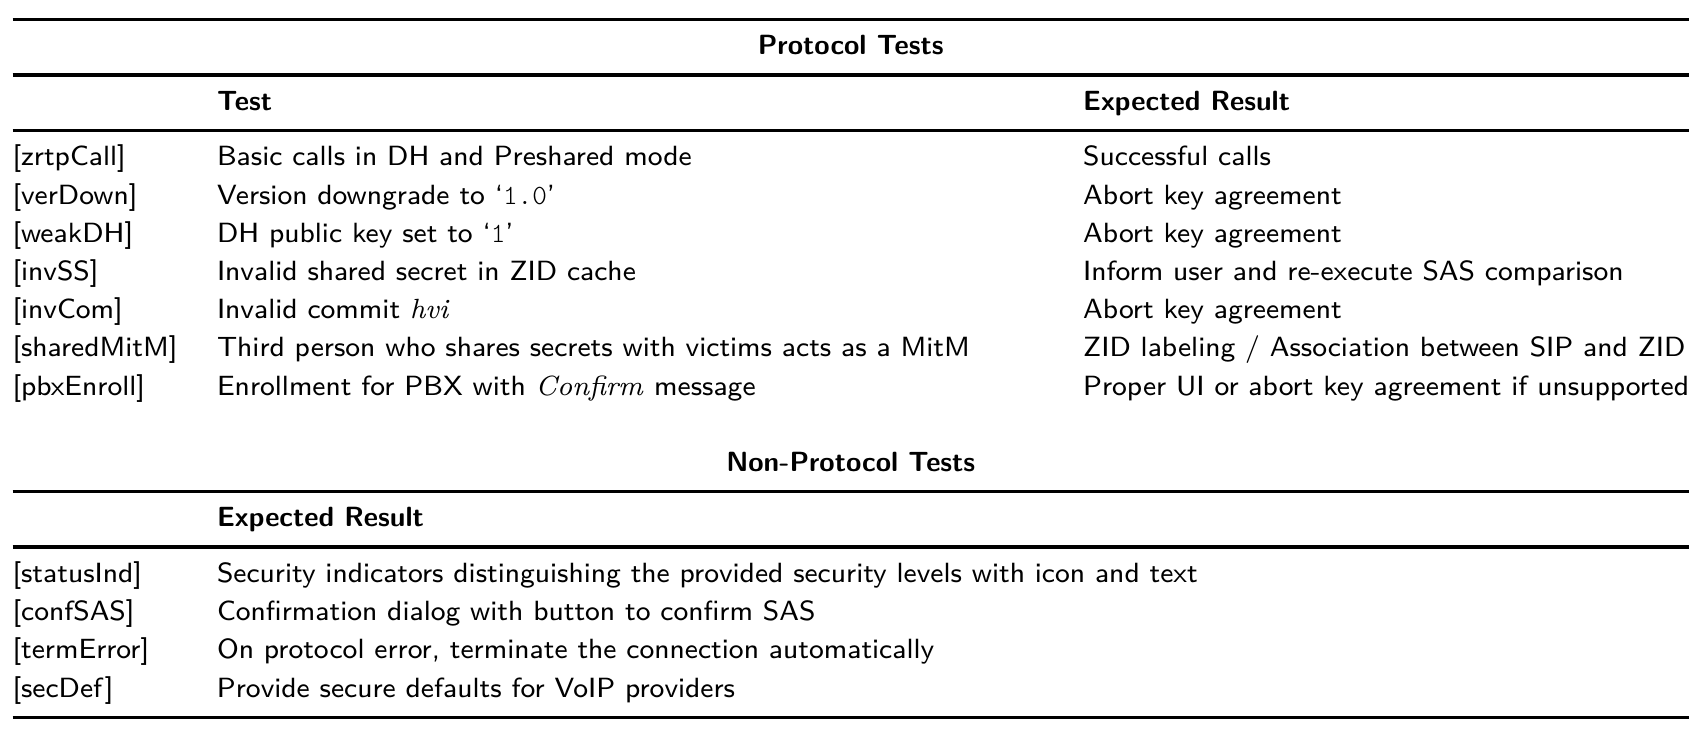 Protocol Tests
Test Expected Result
[zrtpCall] Basic calls in DH and Preshared mode Successful calls
[verDown] Version downgrade to ‘1.0’ Abort key agreement
[weakDH] DH public key set to ‘1’ Abort key agreement
[invSS] Invalid shared secret in ZID cache Inform user and re-execute SAS comparison
[invCom] Invalid commit hvi Abort key agreement
[sharedMitM] Third person who shares secrets with victims acts as a MitM ZID labeling / Association between SIP and ZID
[pbxEnroll] Enrollment for PBX with Confirm message Proper UI or abort key agreement if unsupported
Non-Protocol Tests
Expected Result
[statusInd] Security indicators distinguishing the provided security levels with icon and text
[confSAS] Confirmation dialog with button to confirm SAS
[termError] On protocol error, terminate the connection automatically
[secDef] Provide secure defaults for VoIP providers